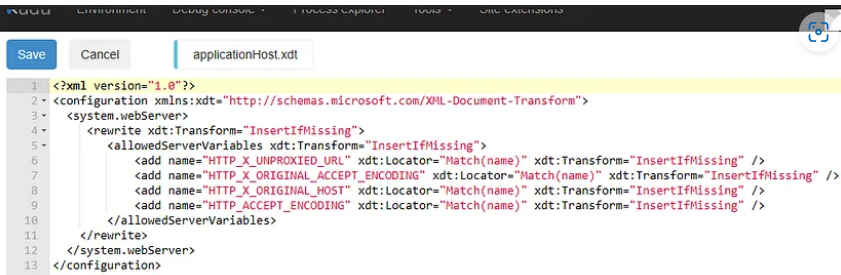 Kudu Environment Debug console Process explorer Tools Site extensions
Save Cancel applicationHost.xdt
1 <?xml version="1.0"?>
2 <configuration xmlns:xdt="http://schemas.microsoft.com/XML-Document-Transform">
3 <system.webServer>
4 <rewrite xdt:Transform="InsertIfMissing">
5 <allowedServerVariables xdt:Transform="InsertIfMissing">
6 <add name="HTTP_X_UNPROXIED_URL" xdt:Locator="Match(name)" xdt:Transform="InsertIfMissing" />
7 <add name="HTTP_X_ORIGINAL_ACCEPT_ENCODING" xdt:Locator="Match(name)" xdt:Transform="InsertIfMissing" />
8 <add name="HTTP_X_ORIGINAL_HOST" xdt:Locator="Match(name)" xdt:Transform="InsertIfMissing" />
9 <add name="HTTP_ACCEPT_ENCODING" xdt:Locator="Match(name)" xdt:Transform="InsertIfMissing" />
10 </allowedServerVariables>
11 </rewrite>
12 </system.webServer>
13 </configuration>